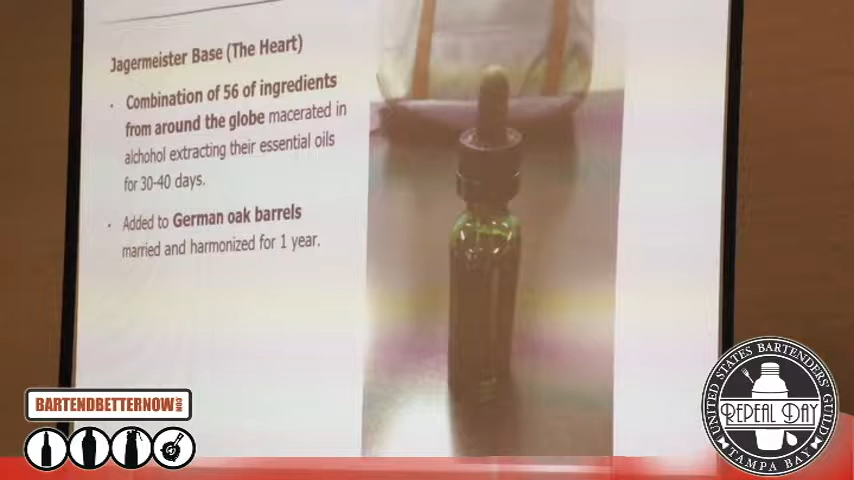 Jagermeister Base (The Heart)
· Combination of 56 of ingredients
from around the globe macerated in
alchohol extracting their essential oils
for 30-40 days.
· Added to German oak barrels
married and harmonized for 1 year.
BARTENDBETTERNOW.COM
UNITED STATES BARTENDERS' GUILD
REPEAL DAY
TAMPA BAY